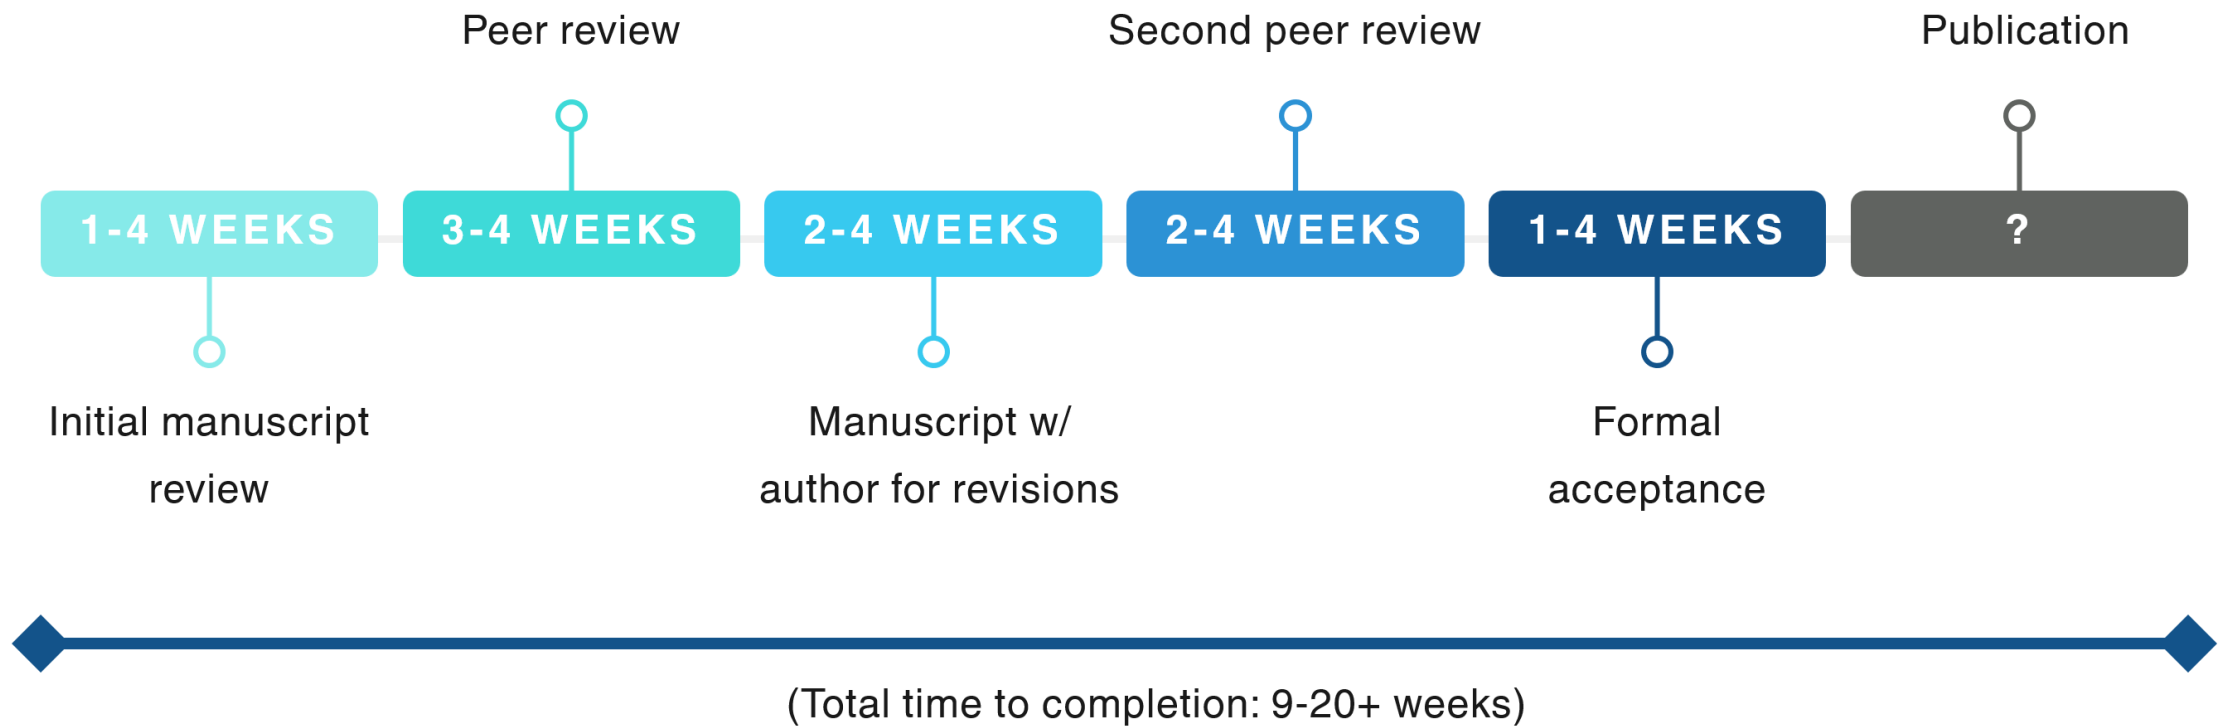 Peer review
Second peer review
Publication
1-4 WEEKS
3-4 WEEKS
2-4 WEEKS
2-4 WEEKS
1-4 WEEKS
?
Initial manuscript
review
Manuscript w/
author for revisions
Formal
acceptance
(Total time to completion: 9-20+ weeks)